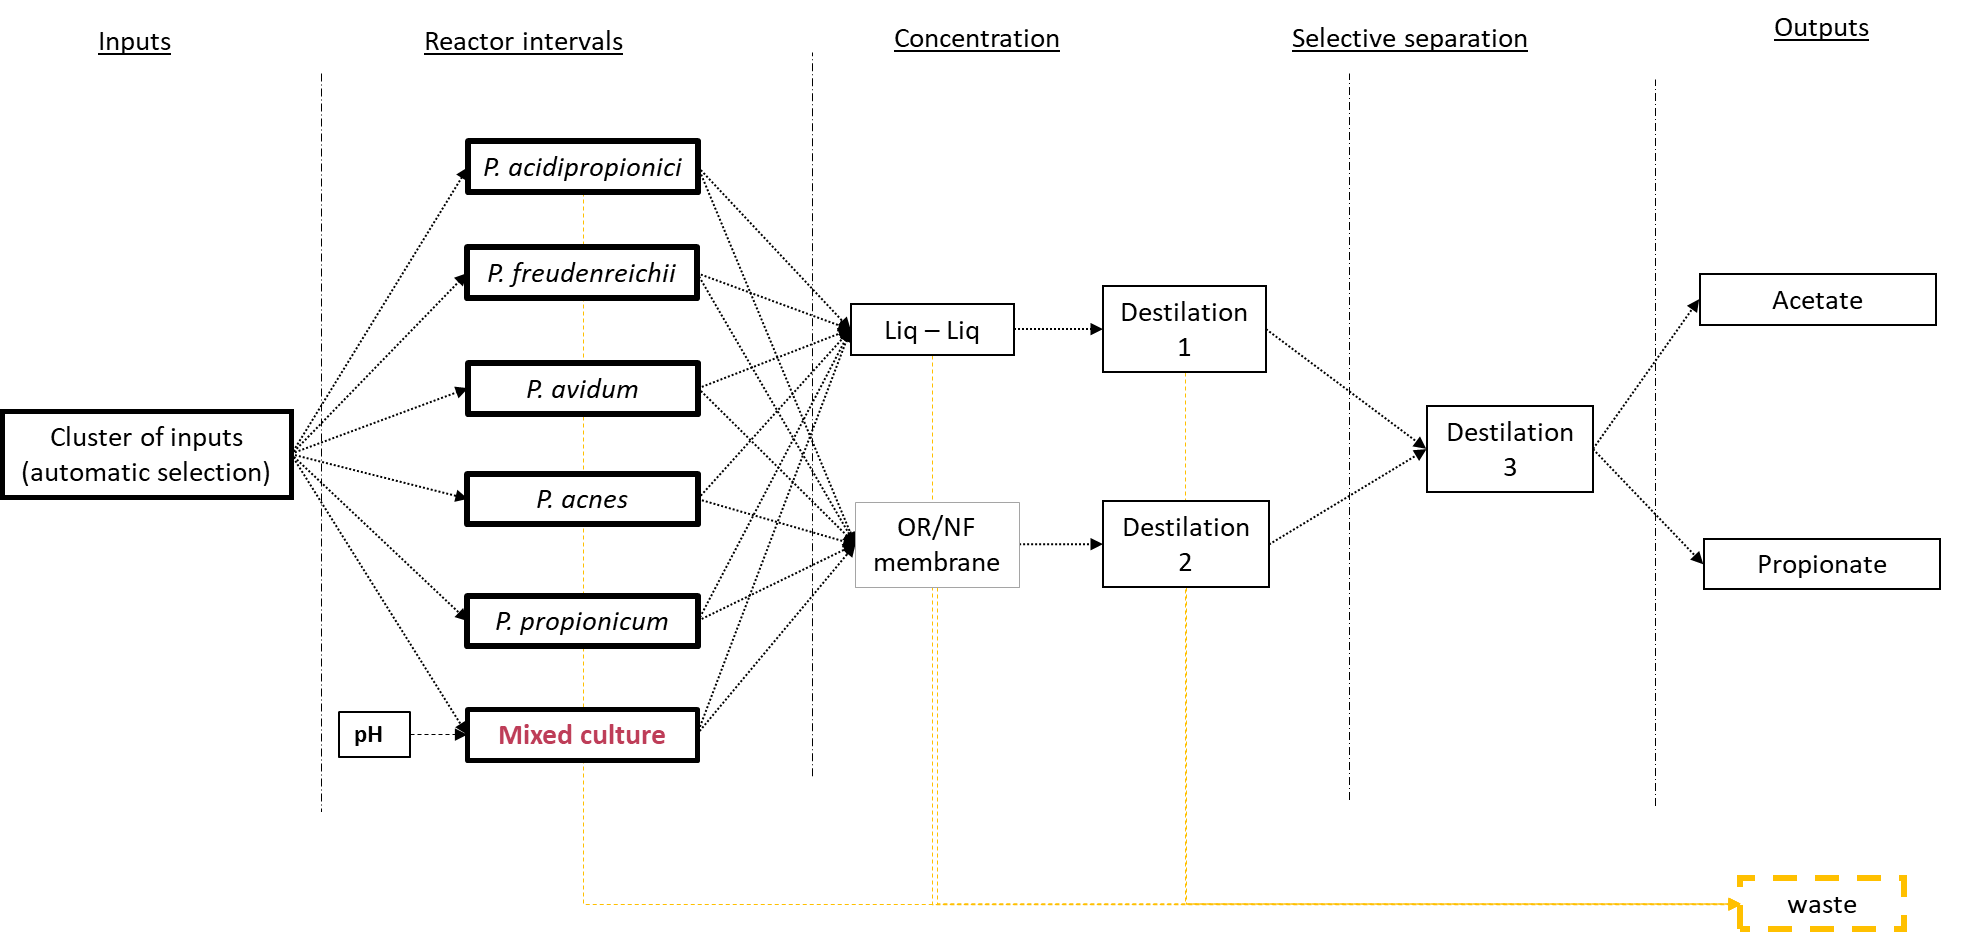 Inputs
Reactor intervals
Concentration
Selective separation
Outputs
P. acidipropionici
P. freudenreichii
P. avidum
P. acnes
P. propionicum
Mixed culture
pH
Cluster of inputs
(automatic selection)
Liq – Liq
OR/NF
membrane
Destilation
1
Destilation
2
Destilation
3
Acetate
Propionate
waste